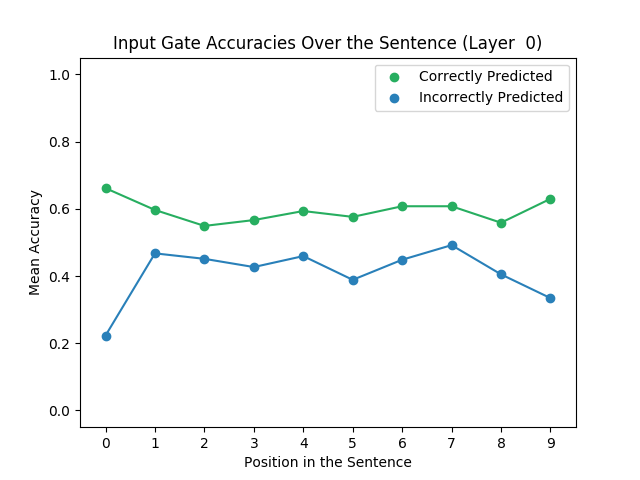 Input Gate Accuracies Over the Sentence (Layer  0)
Correctly Predicted
Incorrectly Predicted
1.0
0.8
0.6
0.4
0.2
0.0
Mean Accuracy
0 1 2 3 4 5 6 7 8 9
Position in the Sentence